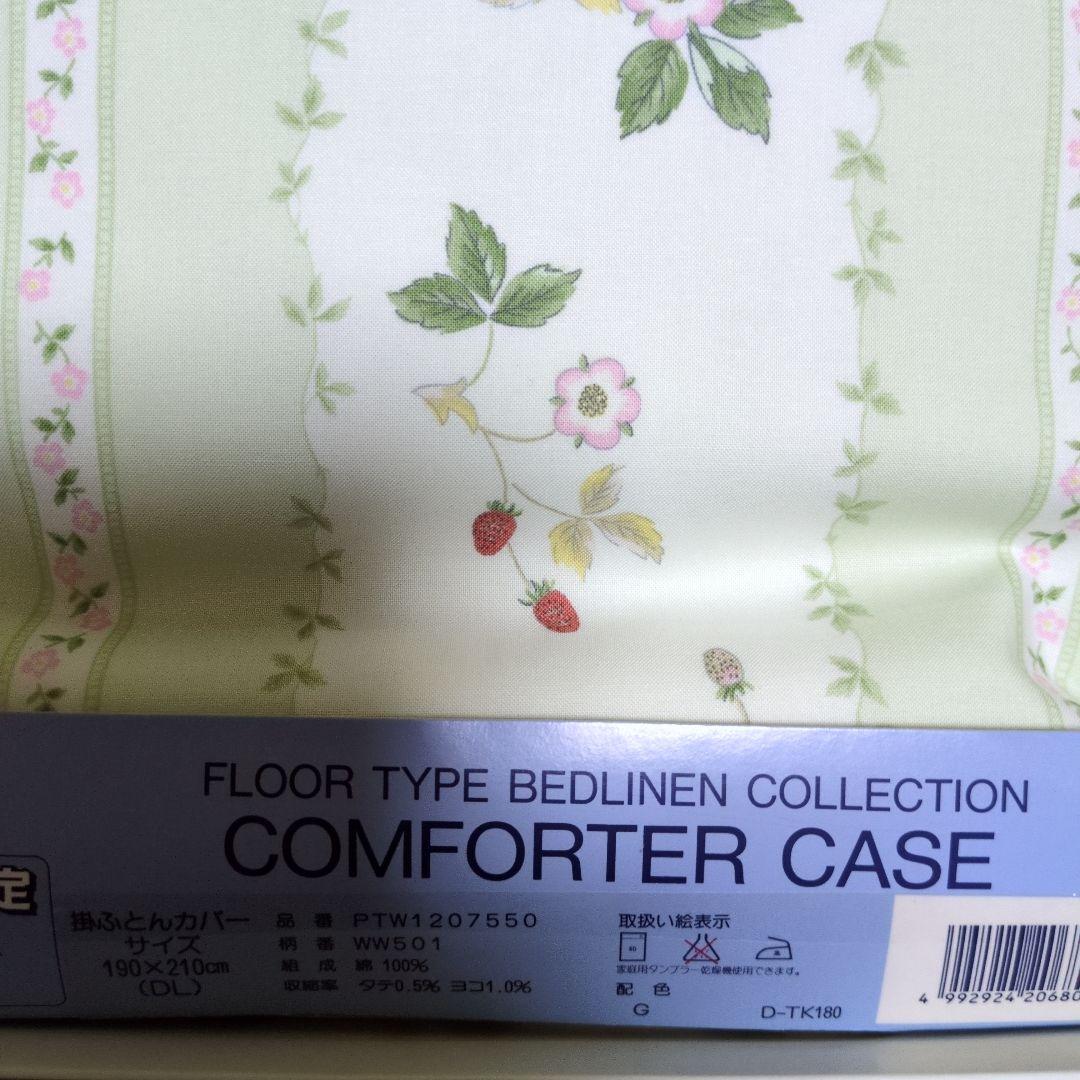 FLOOR TYPE BEDLINEN COLLECTION
COMFORTER CASE
定
掛ふとんカバー
サイズ
190×210cm
(DL)
品 番 PTW1207550
柄 番 WW501
組 成 綿 100%
収縮率 タテ0.5% ヨコ1.0%
取扱い絵表示
家庭用タンブラー乾燥機使用できます。
配 色
G
D-TK180
4 992924 20680